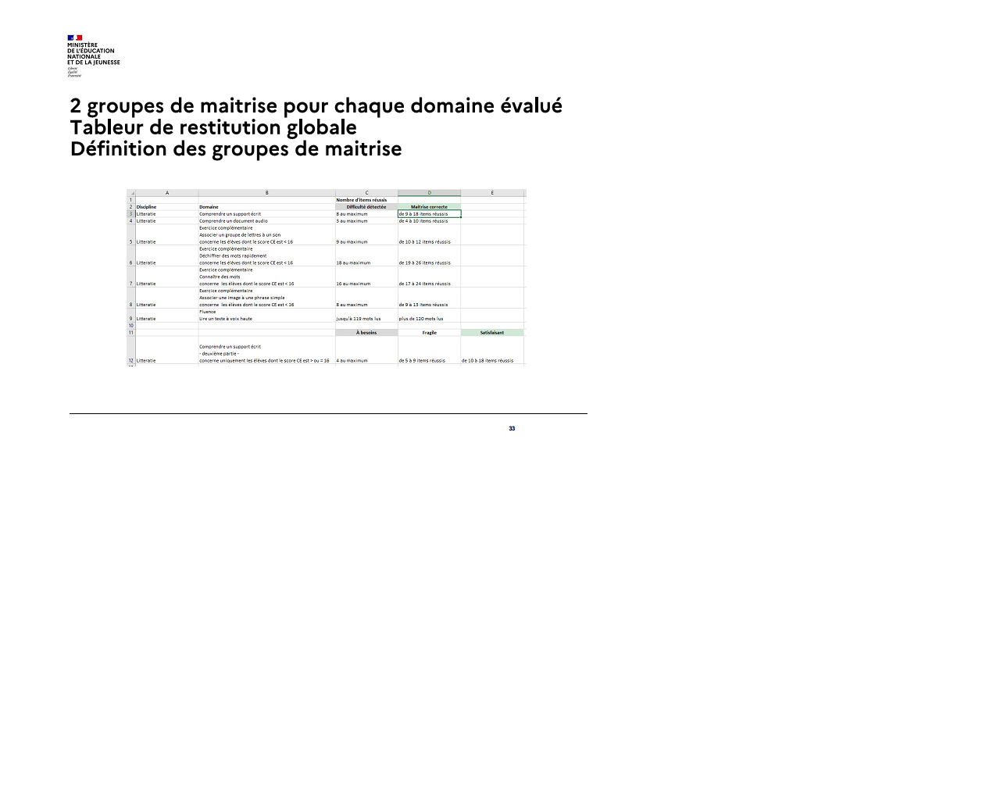 MINISTÈRE
DE L'ÉDUCATION
NATIONALE
ET DE LA JEUNESSE
Liberté
Égalité
Fraternité
2 groupes de maitrise pour chaque domaine évalué
Tableur de restitution globale
Définition des groupes de maitrise
A B C D E
1 Nombre d'items réussis
2 Discipline Domaine Difficulté détectée Maitrise correcte
3 Litteratie Comprendre un support écrit 8 au maximum de 9 à 18 items réussis
4 Litteratie Comprendre un document audio 3 au maximum de 4 à 10 items réussis
Exercice complémentaire
Associer un groupe de lettres à un son
5 Litteratie concerne les élèves dont le score CE est < 16 9 au maximum de 10 à 12 items réussis
Exercice complémentaire
Déchiffrer des mots rapidement
6 Litteratie concerne les élèves dont le score CE est < 16 18 au maximum de 19 à 26 items réussis
Exercice complémentaire
Connaître des mots
7 Litteratie concerne les élèves dont le score CE est < 16 16 au maximum de 17 à 24 items réussis
Exercice complémentaire
Associer une image à une phrase simple
8 Litteratie concerne les élèves dont le score CE est < 16 8 au maximum de 9 à 13 items réussis
Fluence
9 Litteratie Lire un texte à voix haute jusqu'à 119 mots lus plus de 120 mots lus
10
11 À besoins Fragile Satisfaisant
Comprendre un support écrit
- deuxième partie -
12 Litteratie concerne uniquement les élèves dont le score CE est > ou = 16 4 au maximum de 5 à 9 items réussis de 10 à 18 items réussis
33